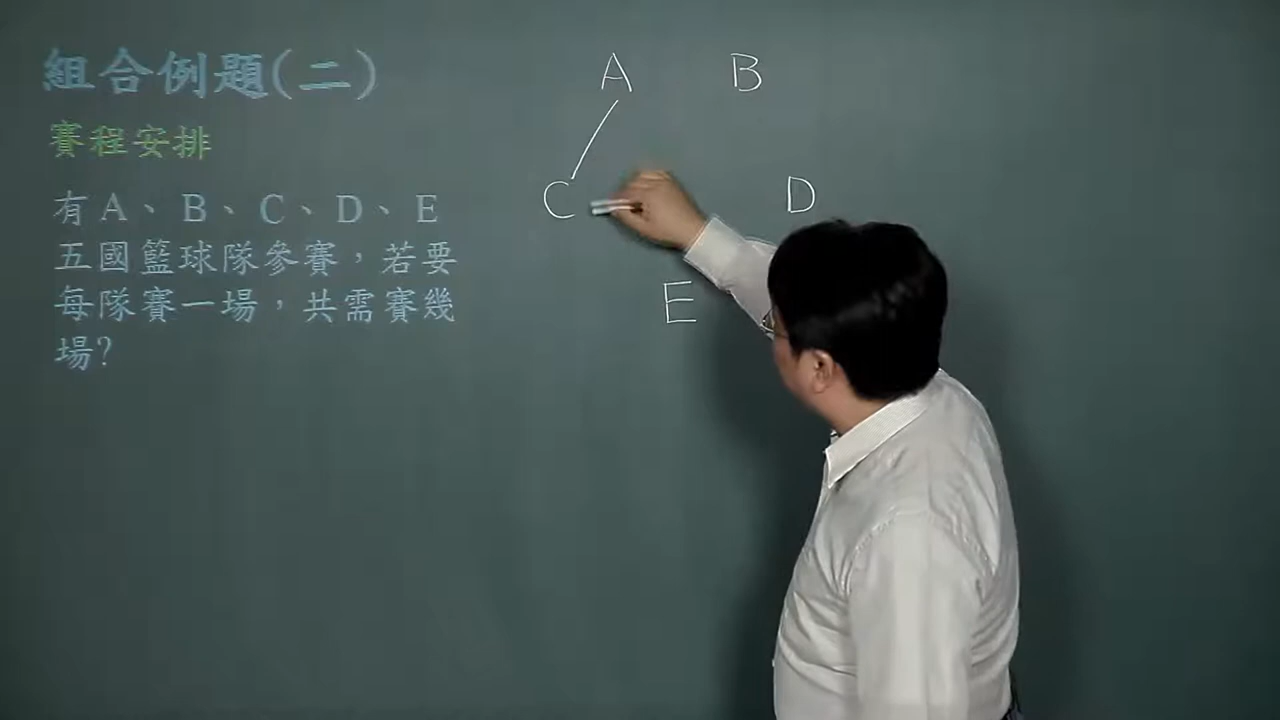 組合例題(二)
賽程安排
有A、B、C、D、E
五國籃球隊參賽，若要
每隊賽一場，共需賽幾
場?
A B
C D
E